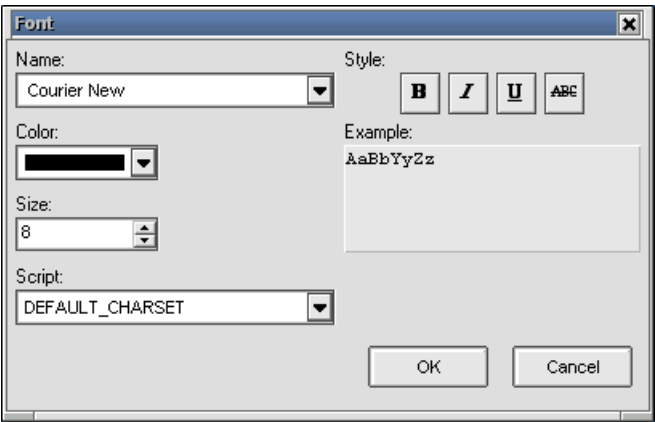 Font
Name:
Courier New
Style:
B I U ABC
Color:
Example:
AaBbYyZz
Size:
8
Script:
DEFAULT_CHARSET
OK Cancel